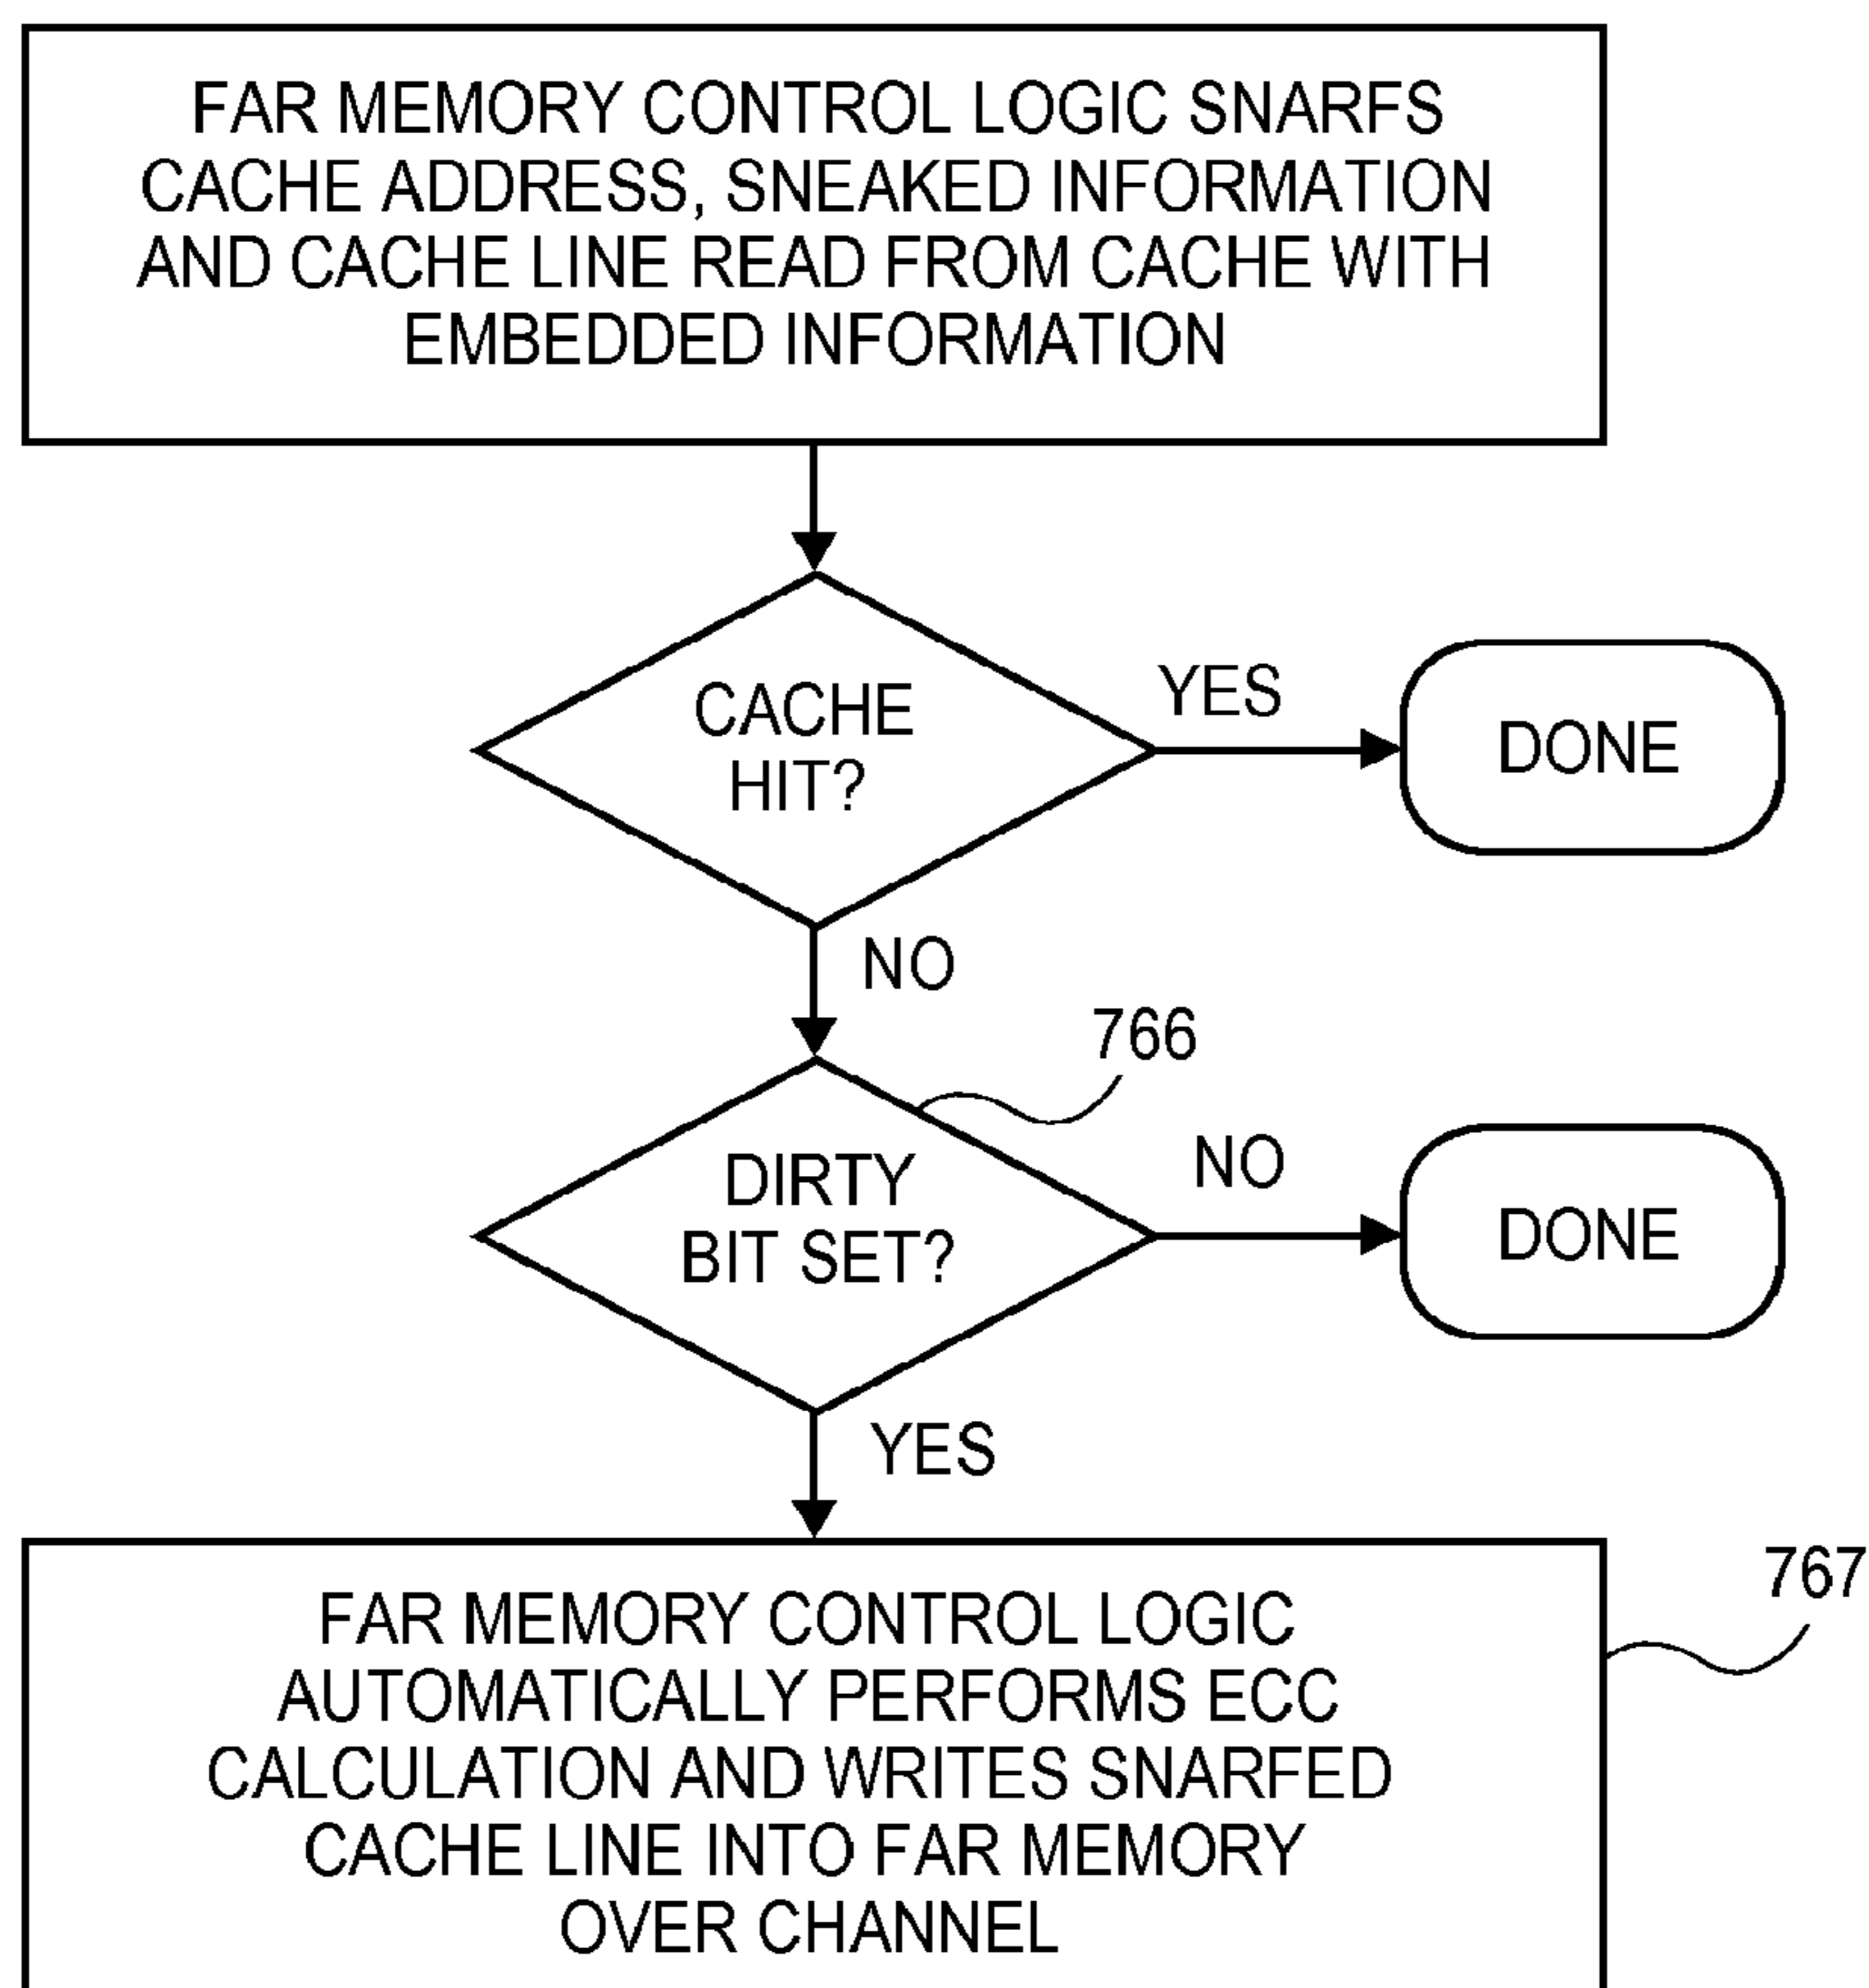 FAR MEMORY CONTROL LOGIC SNARFS
CACHE ADDRESS, SNEAKED INFORMATION
AND CACHE LINE READ FROM CACHE WITH
EMBEDDED INFORMATION
CACHE
HIT?
YES
DONE
NO
766
DIRTY
BIT SET?
NO
DONE
YES
767
FAR MEMORY CONTROL LOGIC
AUTOMATICALLY PERFORMS ECC
CALCULATION AND WRITES SNARFED
CACHE LINE INTO FAR MEMORY
OVER CHANNEL